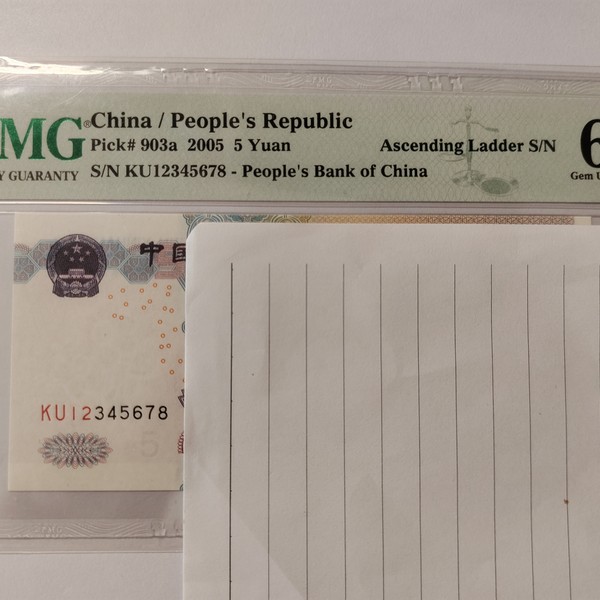 MG®
China / People's Republic
Pick# 903a 2005 5 Yuan
Ascending Ladder S/N
Y GUARANTY
S/N KU12345678 - People's Bank of China
6
Gem U
中国
KU12345678
5